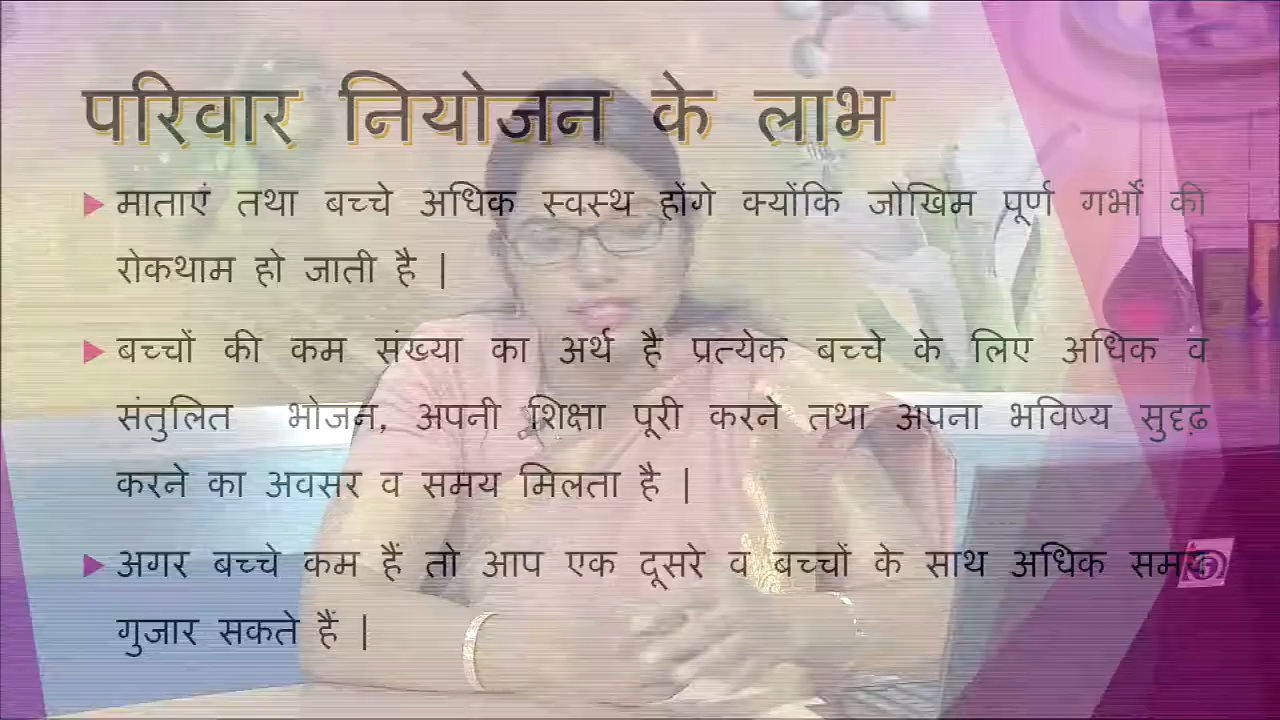 परिवार नियोजन के लाभ
माताएं तथा बच्चे अधिक स्वस्थ होंगे क्योंकि जोखिम पूर्ण गर्भों की
रोकथाम हो जाती है |
बच्चों की कम संख्या का अर्थ है प्रत्येक बच्चे के लिए अधिक व
संतुलित भोजन, अपनी शिक्षा पूरी करने तथा अपना भविष्य सुदृढ़
करने का अवसर व समय मिलता है |
अगर बच्चे कम हैं तो आप एक दूसरे व बच्चों के साथ अधिक समय
गुजार सकते हैं |